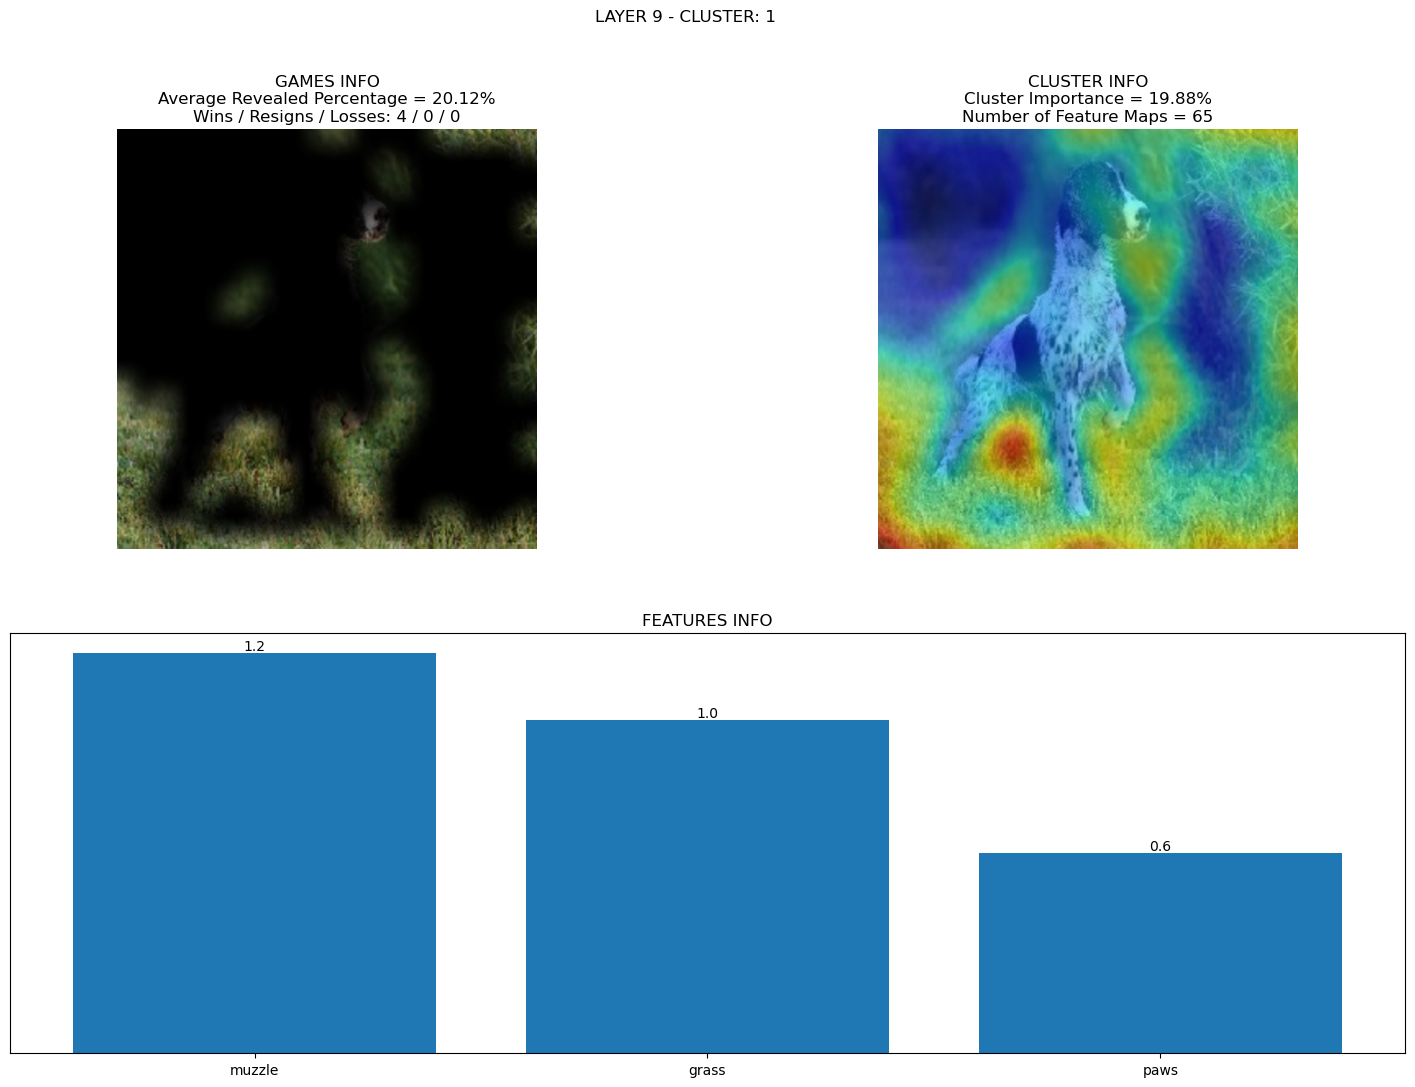 LAYER 9 - CLUSTER: 1
GAMES INFO
Average Revealed Percentage = 20.12%
Wins / Resigns / Losses: 4 / 0 / 0
CLUSTER INFO
Cluster Importance = 19.88%
Number of Feature Maps = 65
FEATURES INFO
1.2
1.0
0.6
muzzle
grass
paws